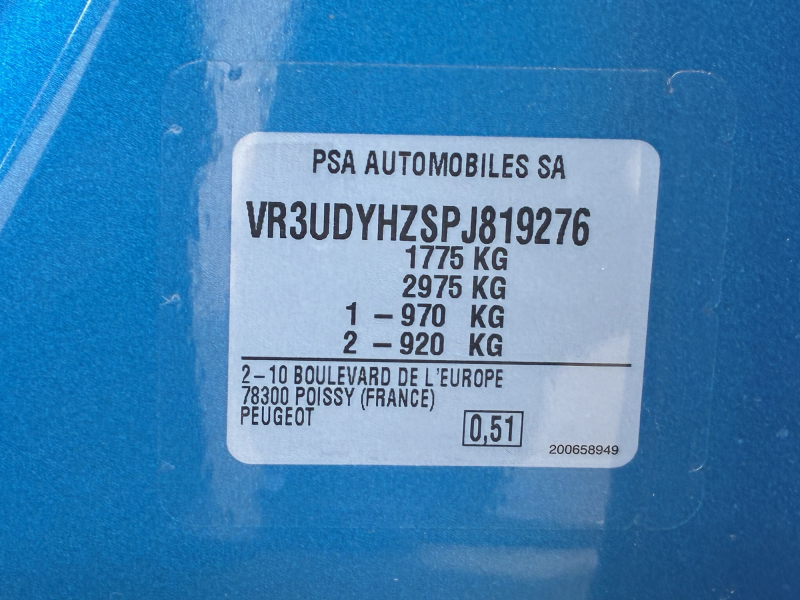 PSA AUTOMOBILES SA
VR3UDYHZSPJ819276
1775 KG
2975 KG
1 – 970 KG
2 – 920 KG
2–10 BOULEVARD DE L'EUROPE
78300 POISSY (FRANCE)
PEUGEOT
0,51
200658949